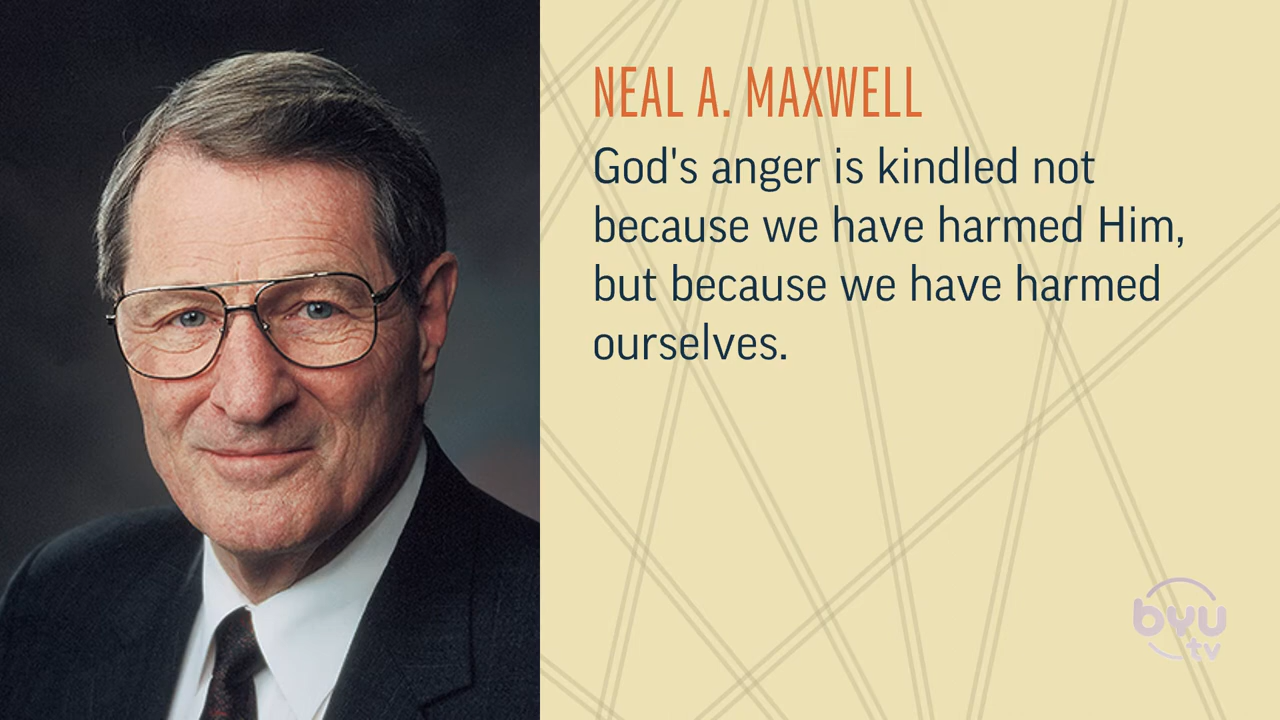 NEAL A. MAXWELL
God's anger is kindled not
because we have harmed Him,
but because we have harmed
ourselves.
byu
tv